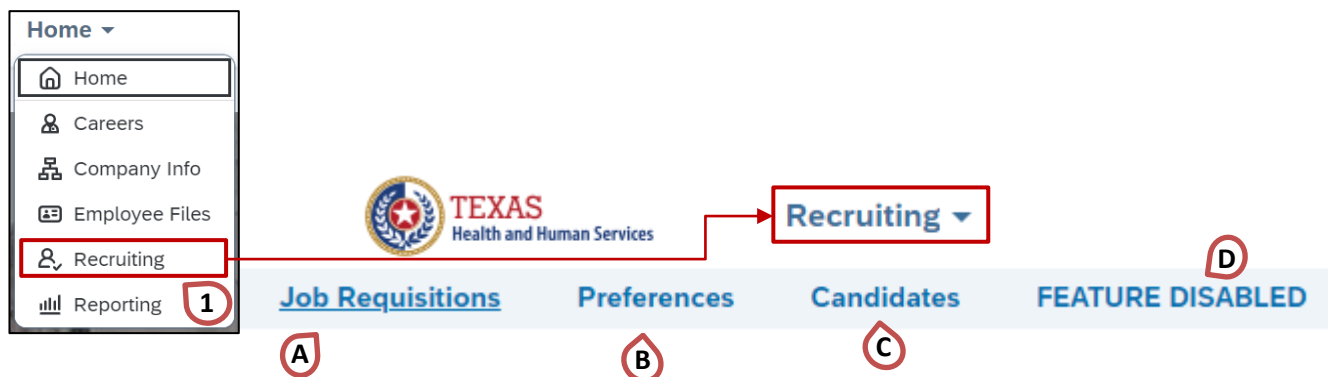 Home
Home
Careers
Company Info
Employee Files
Recruiting
Reporting
1
TEXAS
Health and Human Services
Recruiting
Job Requisitions Preferences Candidates FEATURE DISABLED
A
B
C
D